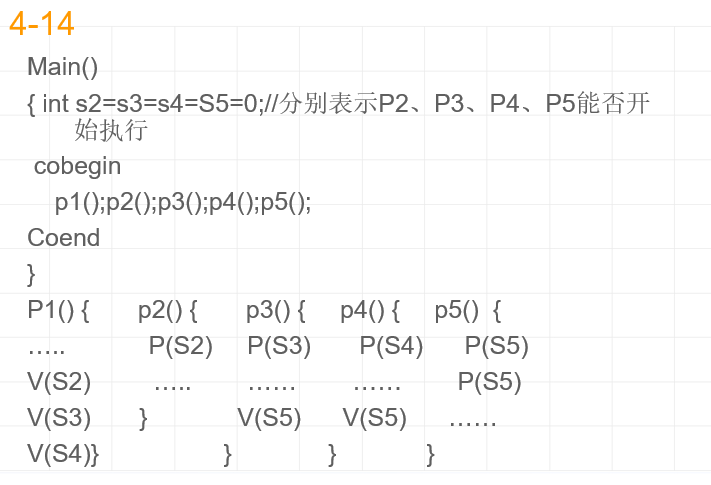 4-14
Main()
{ int s2=s3=s4=S5=0;//分别表示P2、P3、P4、P5能否开
始执行
cobegin
p1();p2();p3();p4();p5();
Coend
}
P1() { p2() { p3() { p4() { p5() {
….. P(S2) P(S3) P(S4) P(S5)
V(S2) ….. …… …… P(S5)
V(S3) } V(S5) V(S5) ……
V(S4)} } } }